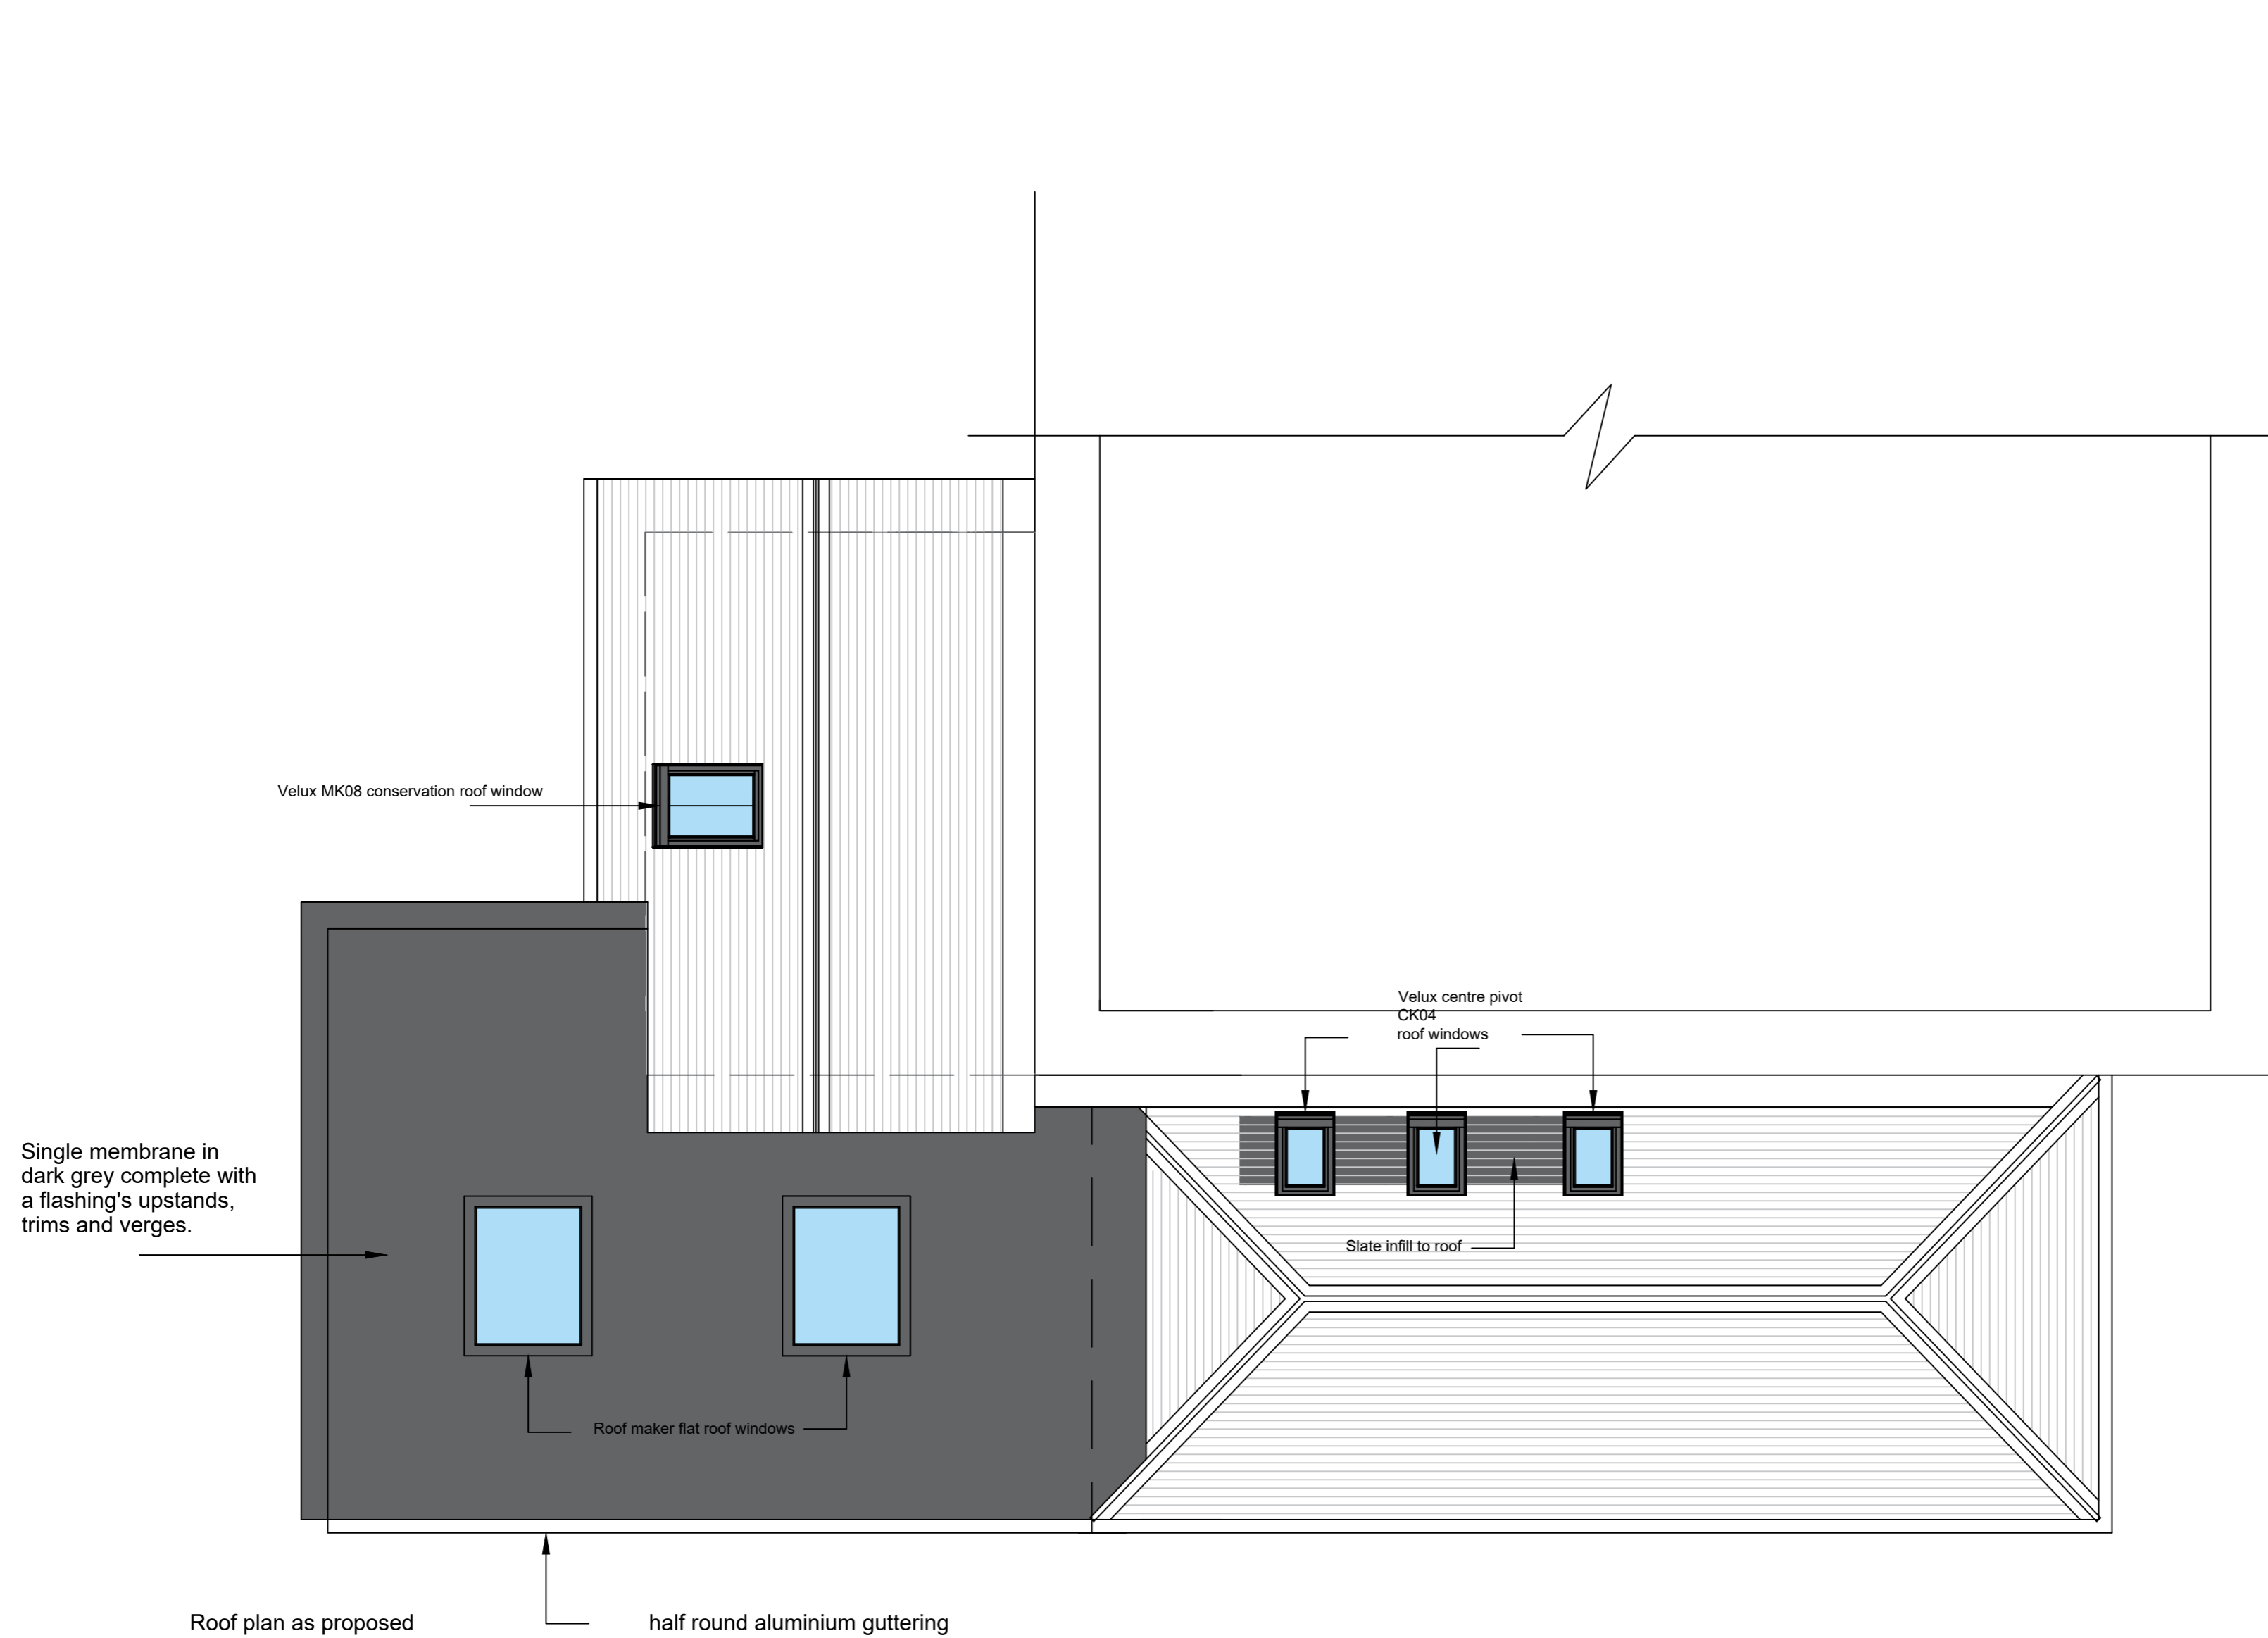 Velux MK08 conservation roof window
Velux centre pivot
CK04
roof windows
Single membrane in
dark grey complete with
a flashing's upstands,
trims and verges.
Slate infill to roof
Roof maker flat roof windows
Roof plan as proposed
half round aluminium guttering